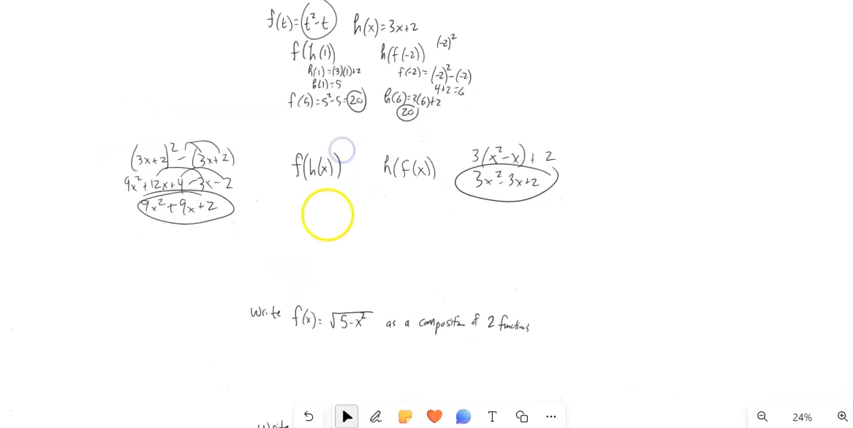 f(t) = t² - t
h(x) = 3x + 2
f(h(1))
h(1) = (3)(1) + 2
h(1) = 5
f(5) = 5² - 5 = 20
h(f(-2))
(-2)²
f(-2) = (-2)² - (-2)
4 + 2 = 6
h(6) = 3(6) + 2
20
(3x + 2)² - (3x + 2)
9x² + 12x + 4 - 3x - 2
9x² + 9x + 2
f(h(x))
h(f(x))
3(x² - x) + 2
3x² - 3x + 2
Write f(x) = √5 - x² as a composition of 2 functions
Write
24%